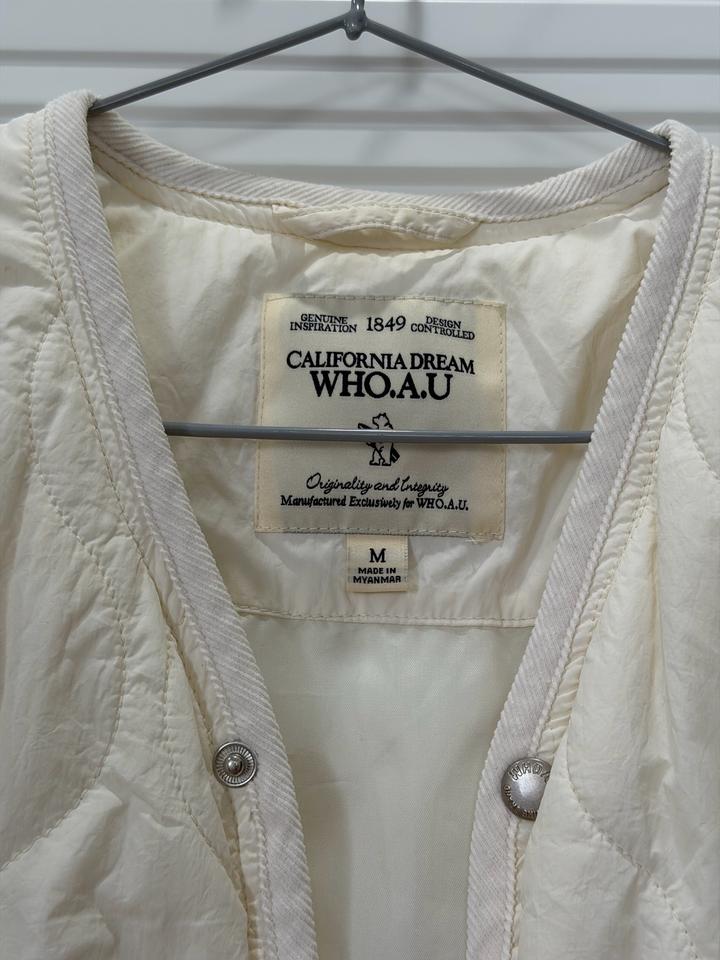 GENUINE INSPIRATION 1849 DESIGN CONTROLLED
CALIFORNIA DREAM
WHO.A.U
Originality and Integrity
Manufactured Exclusively for WHO.A.U.
M
MADE IN
MYANMAR